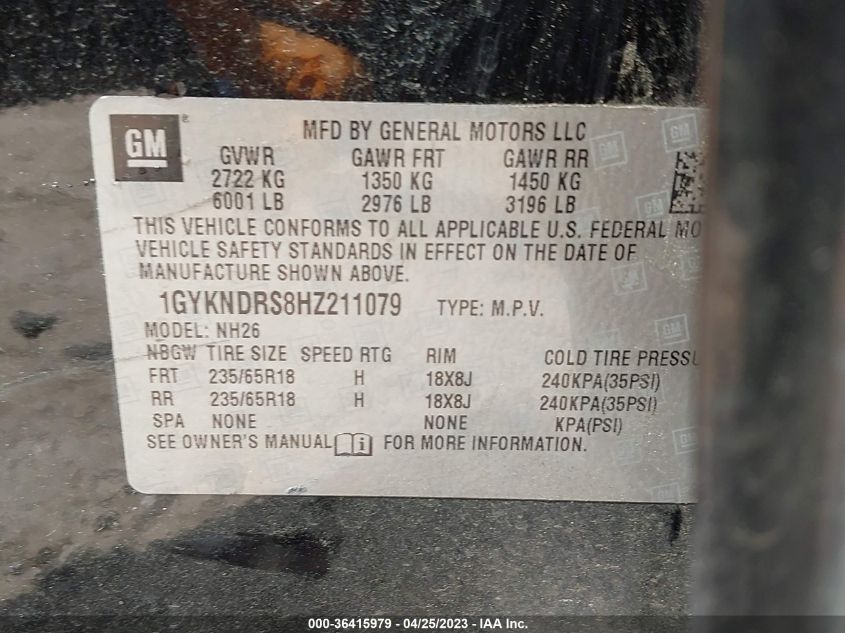 GM ®
MFD BY GENERAL MOTORS LLC
GVWR GAWR FRT GAWR RR
2722 KG 1350 KG 1450 KG
6001 LB 2976 LB 3196 LB
THIS VEHICLE CONFORMS TO ALL APPLICABLE U.S. FEDERAL MO
VEHICLE SAFETY STANDARDS IN EFFECT ON THE DATE OF
MANUFACTURE SHOWN ABOVE.
1GYKNDRS8HZ211079 TYPE: M.P.V.
MODEL: NH26
NBGW TIRE SIZE SPEED RTG RIM COLD TIRE PRESSU
FRT 235/65R18 H 18X8J 240KPA(35PSI)
RR 235/65R18 H 18X8J 240KPA(35PSI)
SPA NONE NONE KPA(PSI)
SEE OWNER'S MANUAL FOR MORE INFORMATION.
000-36415979 - 04/25/2023 - IAA Inc.